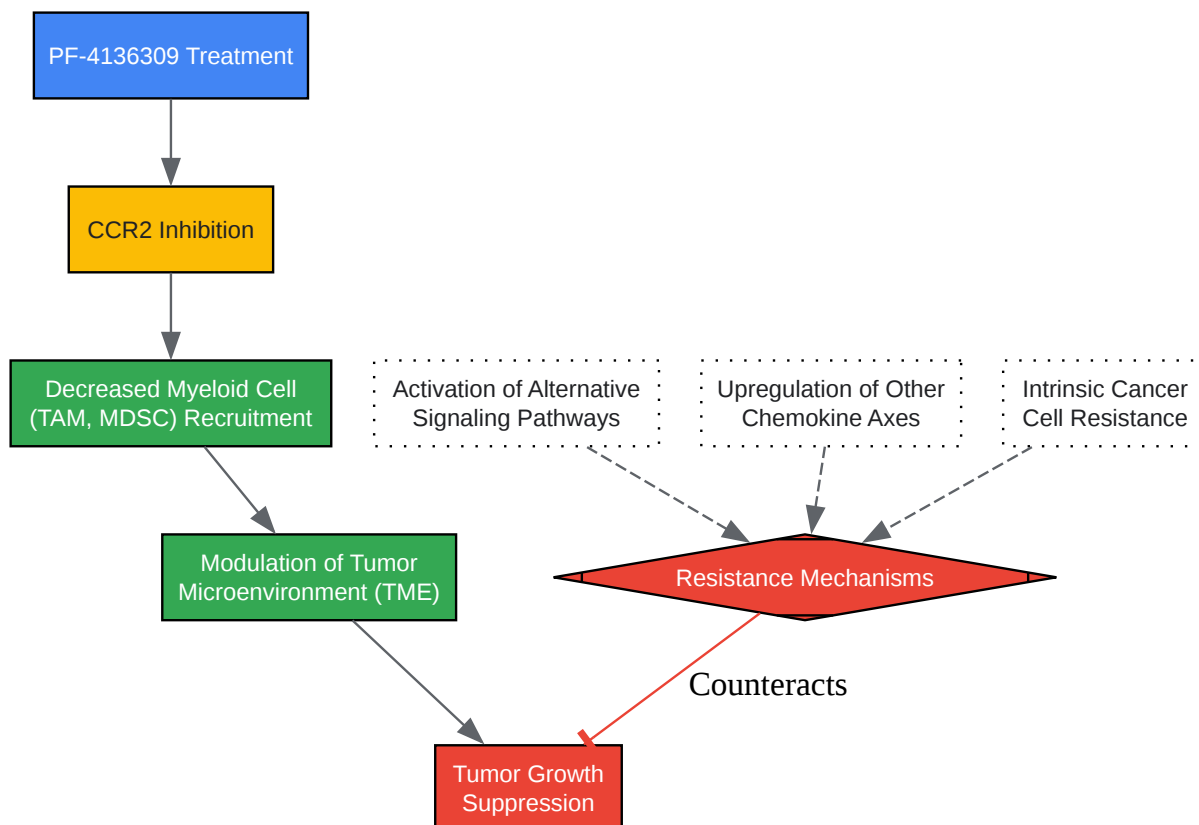 PF-4136309 Treatment
CCR2 Inhibition
Decreased Myeloid Cell
(TAM, MDSC) Recruitment
Activation of Alternative
Signaling Pathways
Upregulation of Other
Chemokine Axes
Intrinsic Cancer
Cell Resistance
Modulation of Tumor
Microenvironment (TME)
Resistance Mechanisms
Counteracts
Tumor Growth
Suppression